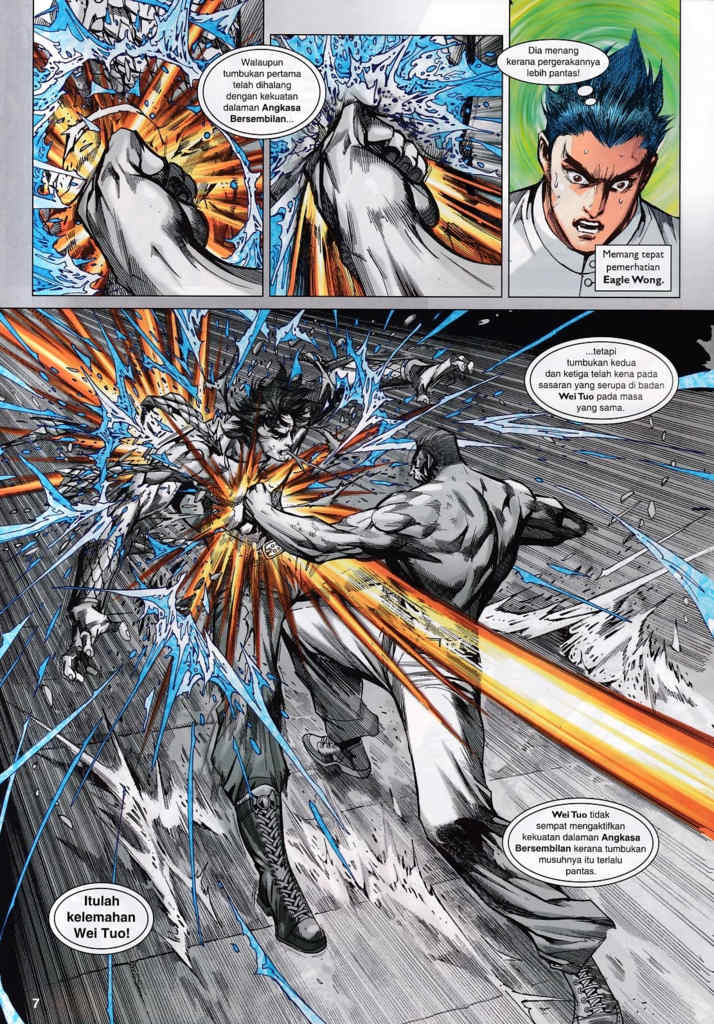 Walaupun
tumbukan pertama
telah dihalang
dengan kekuatan
dalaman Angkasa
Bersembilan...
Dia menang
kerana pergerakannya
lebih pantas!
Memang tepat
pemerhatian
Eagle Wong.
...tetapi
tumbukan kedua
dan ketiga telah kena pada
sasaran yang serupa di badan
Wei Tuo pada masa
yang sama.
Wei Tuo tidak
sempat mengaktifkan
kekuatan dalaman Angkasa
Bersembilan kerana tumbukan
musuhnya itu terlalu
pantas.
Itulah
kelemahan
Wei Tuo!
7